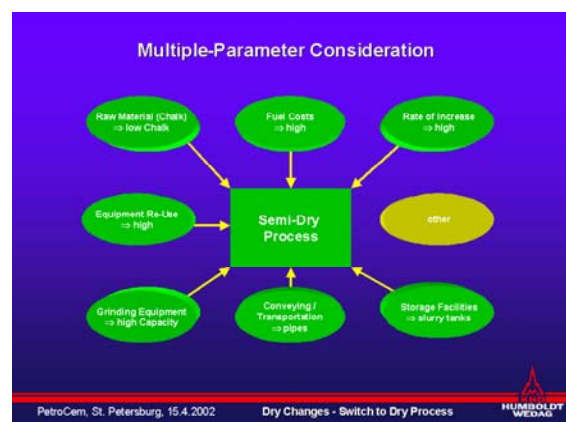 Multiple-Parameter Consideration
Raw Material (Chalk)
⇒ low Chalk
Fuel Costs
⇒ high
Rate of Increase
⇒ high
Equipment Re-Use
⇒ high
Semi-Dry
Process
other
Grinding Equipment
⇒ high Capacity
Conveying /
Transportation
⇒ pipes
Storage Facilities
⇒ slurry tanks
PetroCem, St. Petersburg, 15.4.2002
Dry Changes - Switch to Dry Process
HUMBOLDT
WEDAG